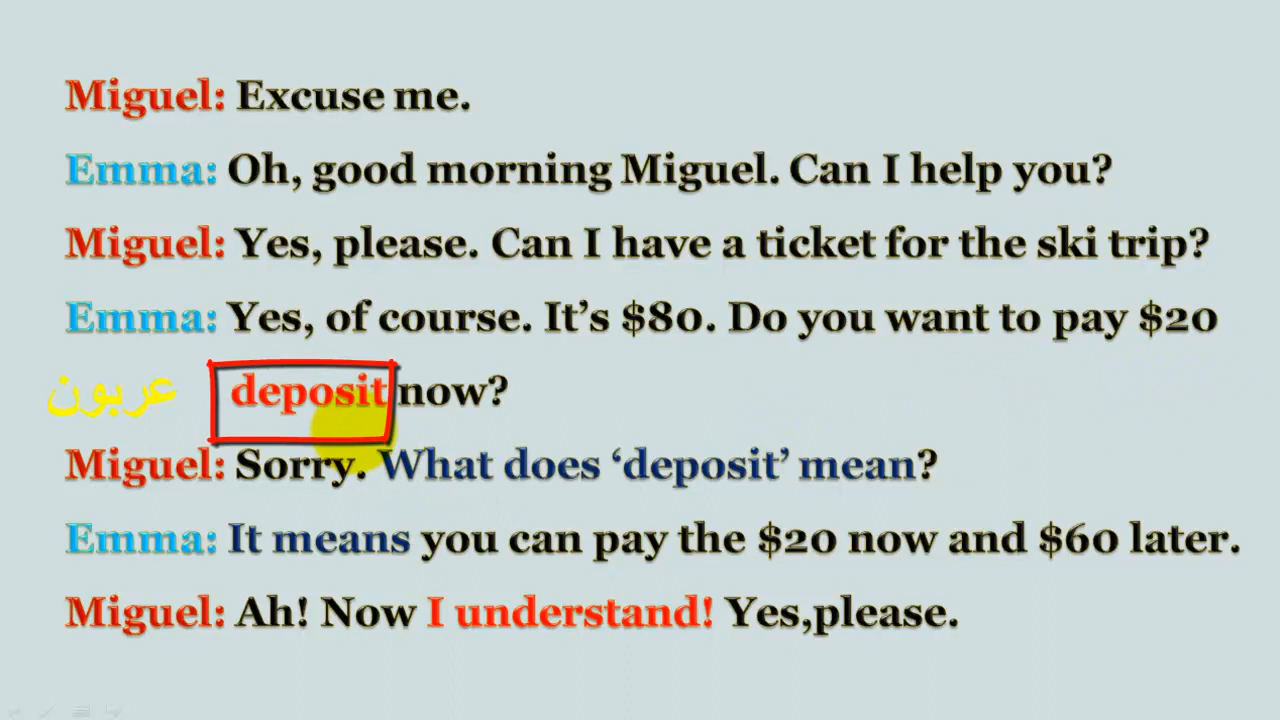 Miguel: Excuse me.
Emma: Oh, good morning Miguel. Can I help you?
Miguel: Yes, please. Can I have a ticket for the ski trip?
Emma: Yes, of course. It's $80. Do you want to pay $20
عربون deposit now?
Miguel: Sorry. What does ‘deposit’ mean?
Emma: It means you can pay the $20 now and $60 later.
Miguel: Ah! Now I understand! Yes,please.